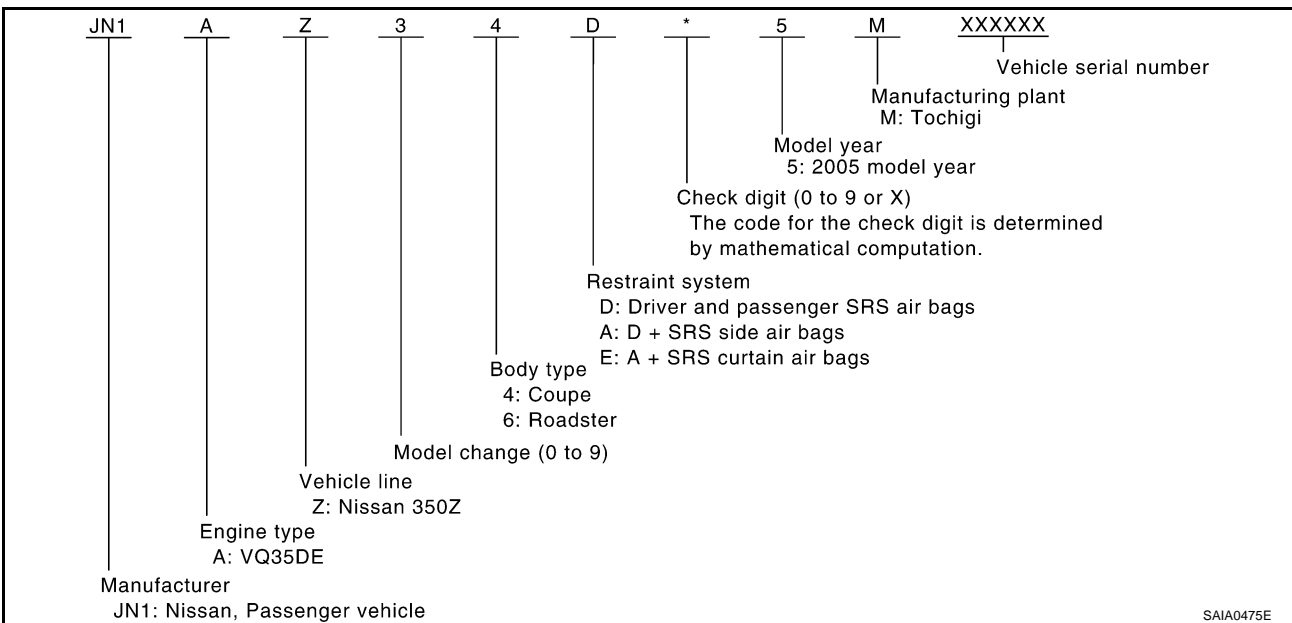 JN1 A Z 3 4 D * 5 M XXXXXX
Vehicle serial number
Manufacturing plant
M: Tochigi
Model year
5: 2005 model year
Check digit (0 to 9 or X)
The code for the check digit is determined
by mathematical computation.
Restraint system
D: Driver and passenger SRS air bags
A: D + SRS side air bags
E: A + SRS curtain air bags
Body type
4: Coupe
6: Roadster
Model change (0 to 9)
Vehicle line
Z: Nissan 350Z
Engine type
A: VQ35DE
Manufacturer
JN1: Nissan, Passenger vehicle
SAIA0475E